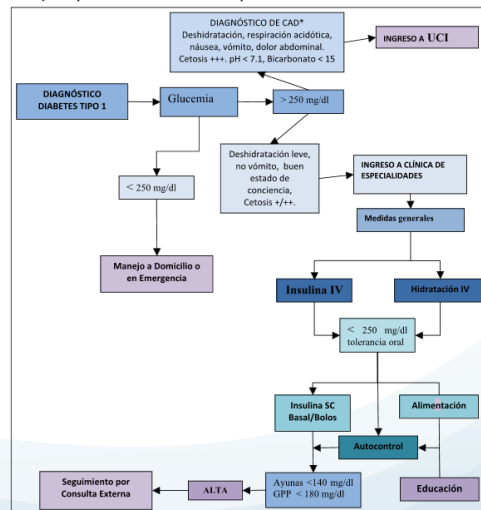 DIAGNÓSTICO DE CAD*
Deshidratación, respiración acidótica,
náusea, vómito, dolor abdominal.
Cetosis +++. pH < 7.1, Bicarbonato < 15
INGRESO A UCI
DIAGNÓSTICO
DIABETES TIPO 1
Glucemia
> 250 mg/dl
Deshidratación leve,
no vómito, buen
estado de
conciencia,
Cetosis +/++.
INGRESO A CLÍNICA DE
ESPECIALIDADES
< 250 mg/dl
Medidas generales
Manejo a Domicilio o
en Emergencia
Insulina IV
Hidratación IV
< 250 mg/dl
tolerancia oral
Insulina SC
Basal/Bolos
Alimentación
Autocontrol
Seguimiento por
Consulta Externa
ALTA
Ayunas <140 mg/dl
GPP < 180 mg/dl
Educación